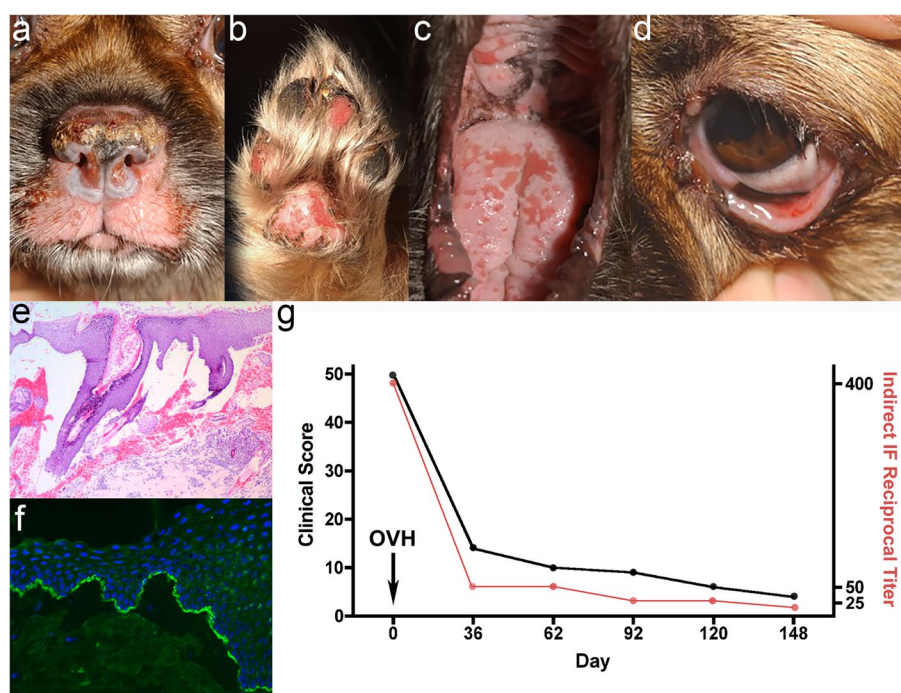 a
b
c
d
e
f
g
50
40
30
20
10
0
Clinical Score
OVH
0
36
62
92
120
148
Day
400
50
25
Indirect IF Reciprocal Titer